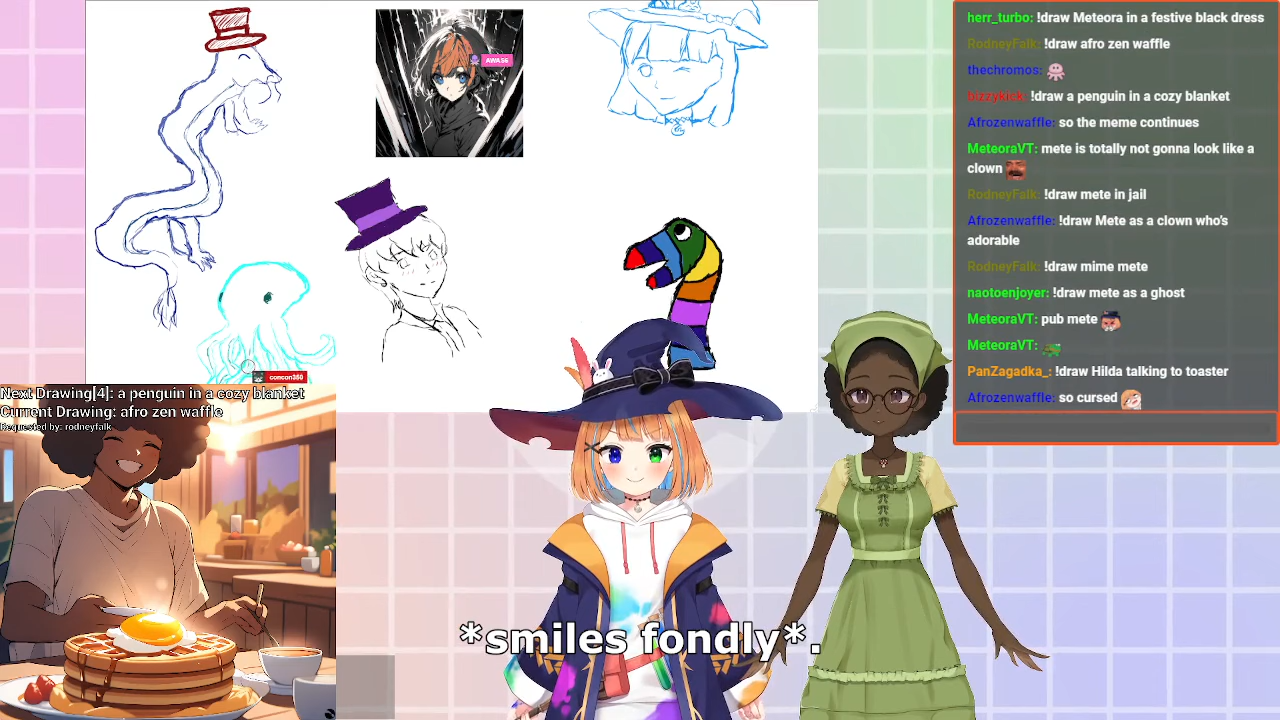 AWASE
comcon350
Next Drawing[4]: a penguin in a cozy blanket
Current Drawing: afro zen waffle
Requested by: rodneyfalk
*smiles fondly*.
herr_turbo: !draw Meteora in a festive black dress
RodneyFalk: !draw afro zen waffle
thechromos:
bizzykick: !draw a penguin in a cozy blanket
Afrozenwaffle: so the meme continues
MeteoraVT: mete is totally not gonna look like a
clown
RodneyFalk: !draw mete in jail
Afrozenwaffle: !draw Mete as a clown who's
adorable
RodneyFalk: !draw mime mete
naotoenjoyer: !draw mete as a ghost
MeteoraVT: pub mete
MeteoraVT:
PanZagadka_: !draw Hilda talking to toaster
Afrozenwaffle: so cursed